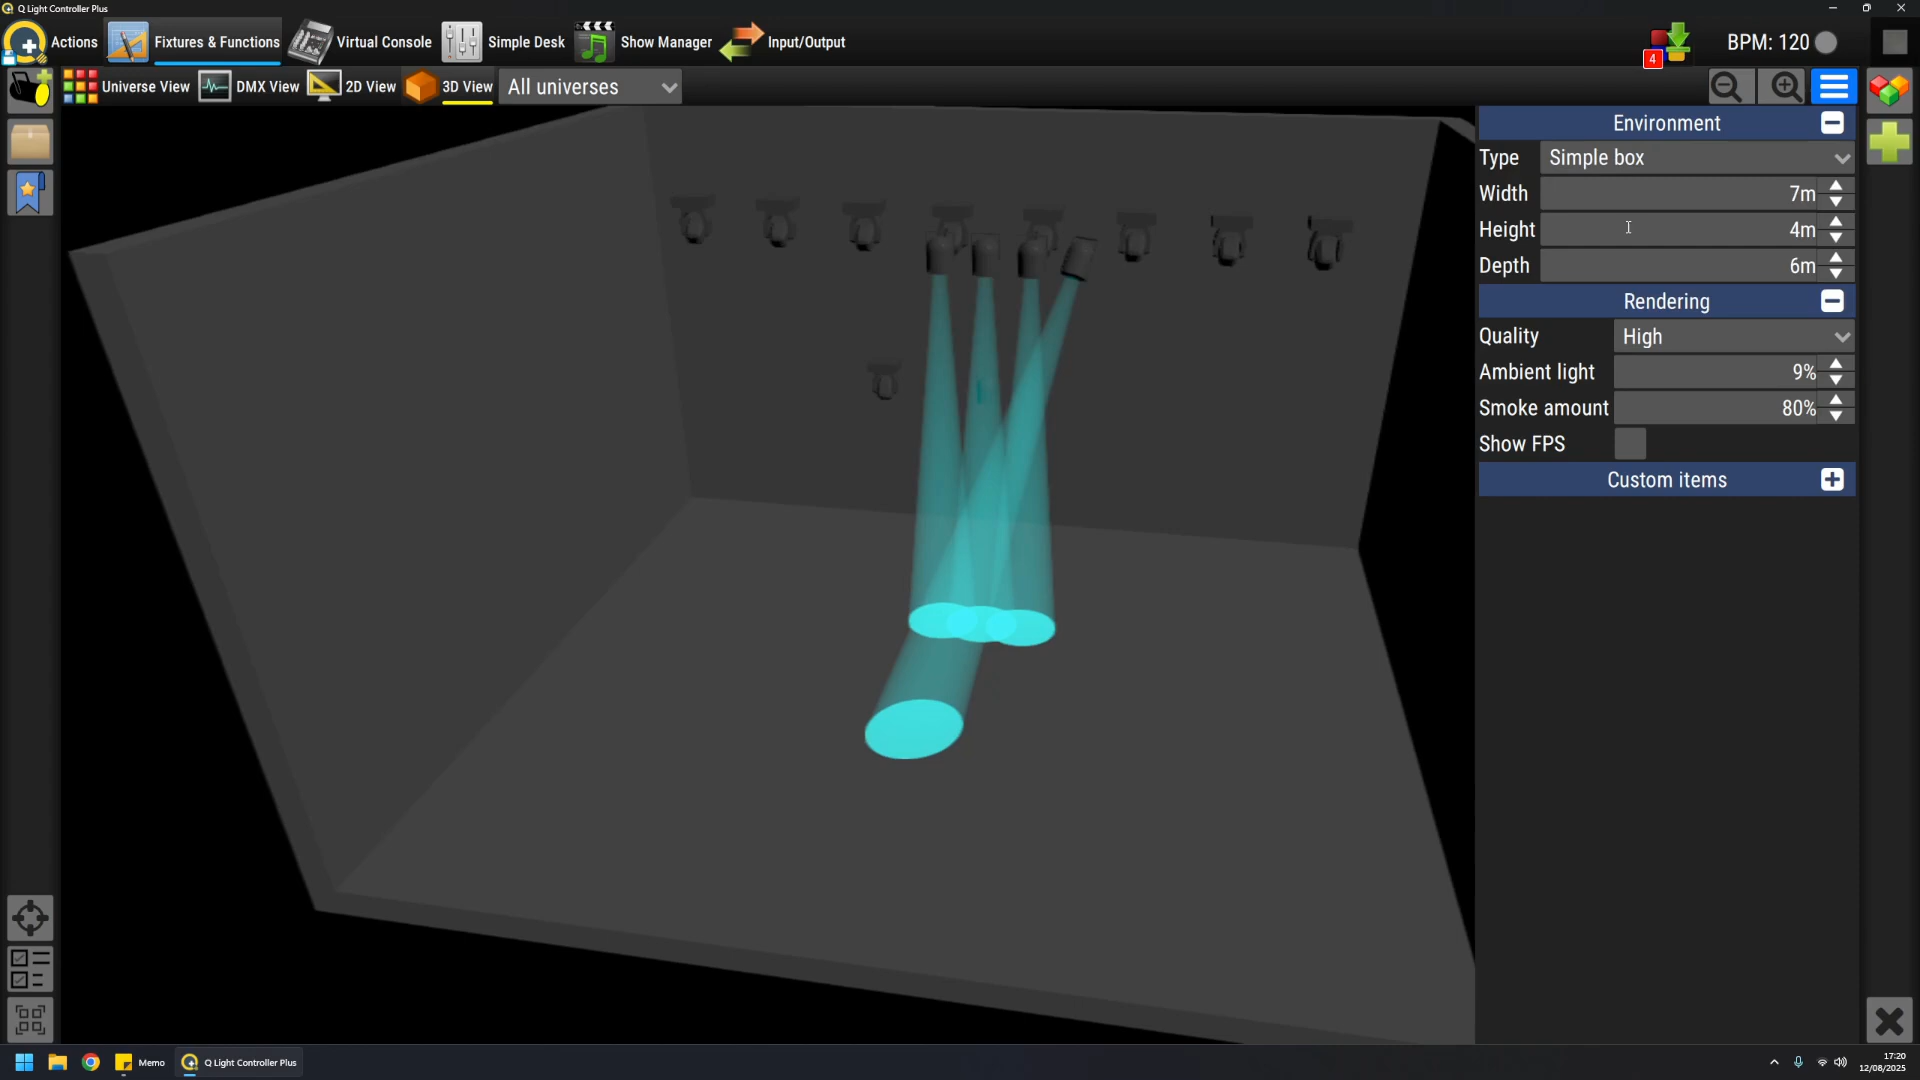 Q Light Controller Plus
Actions
Fixtures & Functions
Virtual Console
Simple Desk
Show Manager
Input/Output
4
BPM: 120
Universe View
DMX View
2D View
3D View
All universes
Environment
Type Simple box
Width 7m
Height 4m
Depth 6m
Rendering
Quality High
Ambient light 9%
Smoke amount 80%
Show FPS
Custom items
Memo
Q Light Controller Plus
17:20
12/08/2025